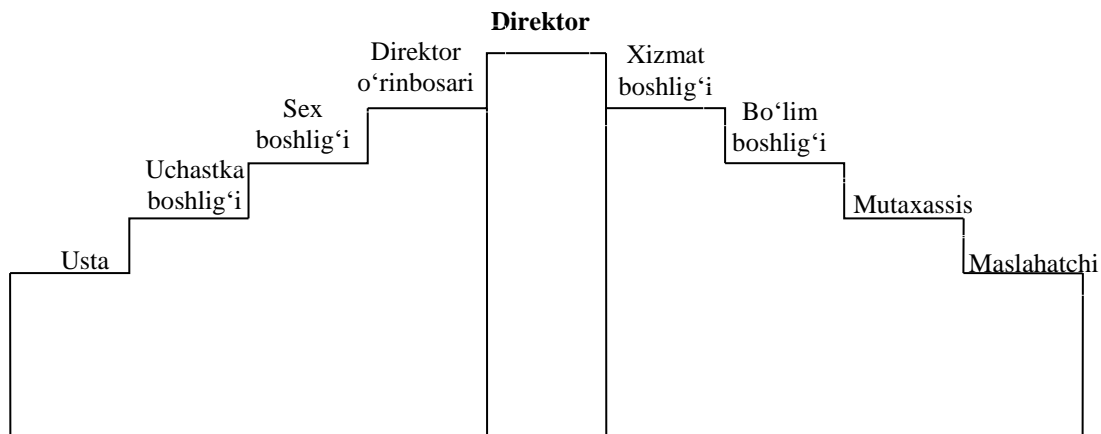 Direktor
Direktor
o‘rinbosari
Xizmat
boshlig‘i
Sex
boshlig‘i
Bo‘lim
boshlig‘i
Uchastka
boshlig‘i
Mutaxassis
Usta
Maslahatchi